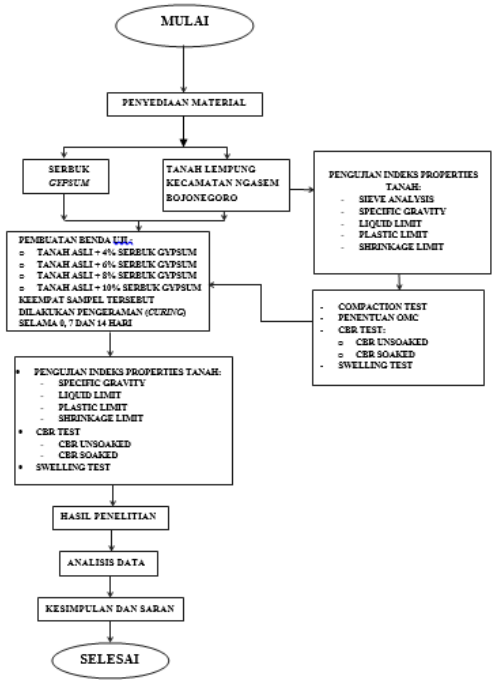 MULAI
PENYEDIAAN MATERIAL
SERBUK
GYPSUM
TANAH LEMPUNG
KECAMATAN NGASEM
BOJONEGORO
PENGUJIAN INDEKS PROPERTIES
TANAH:
- SIEVE ANALYSIS
- SPECIFIC GRAVITY
- LIQUID LIMIT
- PLASTIC LIMIT
- SHRINKAGE LIMIT
PEMBUATAN BENDA UJI:
o TANAH ASLI + 4% SERBUK GYPSUM
o TANAH ASLI + 6% SERBUK GYPSUM
o TANAH ASLI + 8% SERBUK GYPSUM
o TANAH ASLI + 10% SERBUK GYPSUM
KEEMPAT SAMPEL TERSEBUT
DILAKUKAN PENGERAMAN (CURING)
SELAMA 0, 7 DAN 14 HARI
- COMPACTION TEST
- PENENTUAN OMC
- CBR TEST:
o CBR UNSOAKED
o CBR SOAKED
- SWELLING TEST
• PENGUJIAN INDEKS PROPERTIES TANAH:
- SPECIFIC GRAVITY
- LIQUID LIMIT
- PLASTIC LIMIT
- SHRINKAGE LIMIT
• CBR TEST
- CBR UNSOAKED
- CBR SOAKED
• SWELLING TEST
HASIL PENELITIAN
ANALISIS DATA
KESIMPULAN DAN SARAN
SELESAI